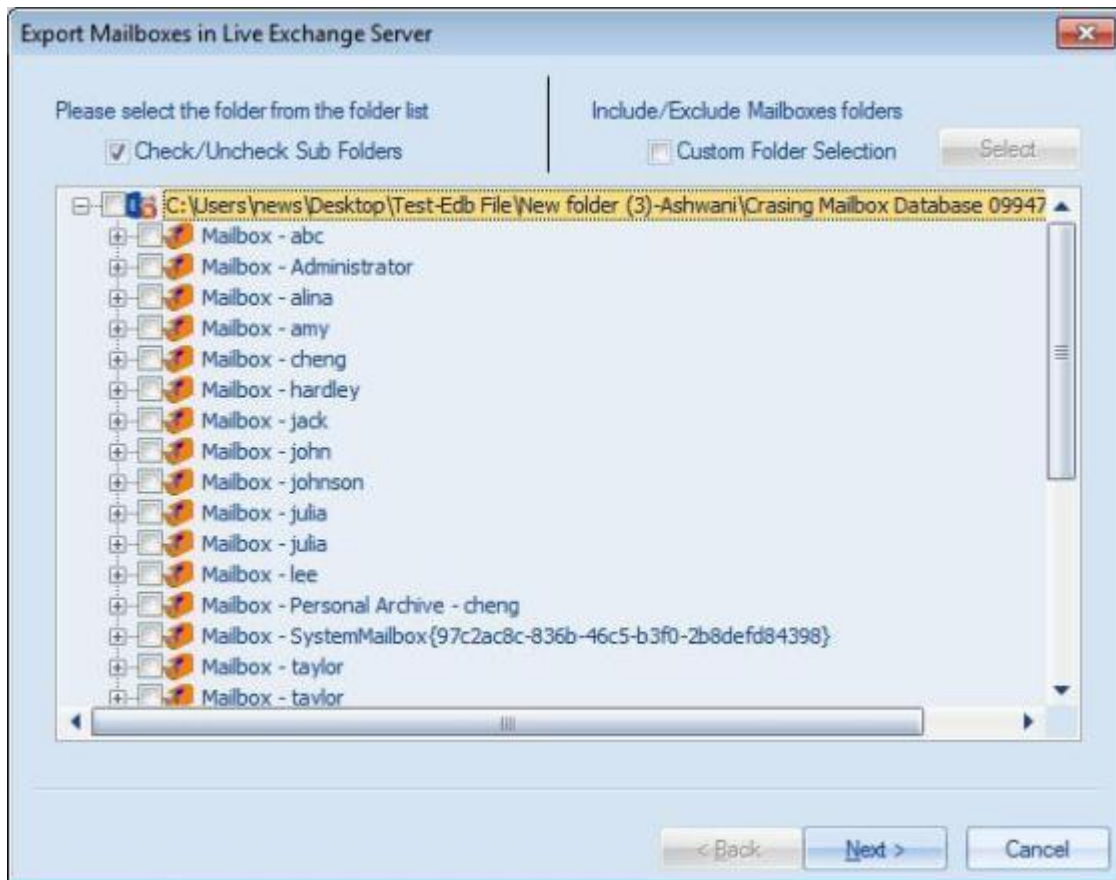 Export Mailboxes in Live Exchange Server
Please select the folder from the folder list
Include/Exclude Mailboxes folders
Check/Uncheck Sub Folders
Custom Folder Selection
Select
C:\Users\news\Desktop\Test-Edb File\New folder (3)-Ashwani\Crasing Mailbox Database 09947
Mailbox - abc
Mailbox - Administrator
Mailbox - alina
Mailbox - amy
Mailbox - cheng
Mailbox - hardley
Mailbox - jack
Mailbox - john
Mailbox - johnson
Mailbox - julia
Mailbox - julia
Mailbox - lee
Mailbox - Personal Archive - cheng
Mailbox - SystemMailbox{97c2ac8c-836b-46c5-b3f0-2b8defd84398}
Mailbox - taylor
Mailbox - taylor
< Back
Next >
Cancel